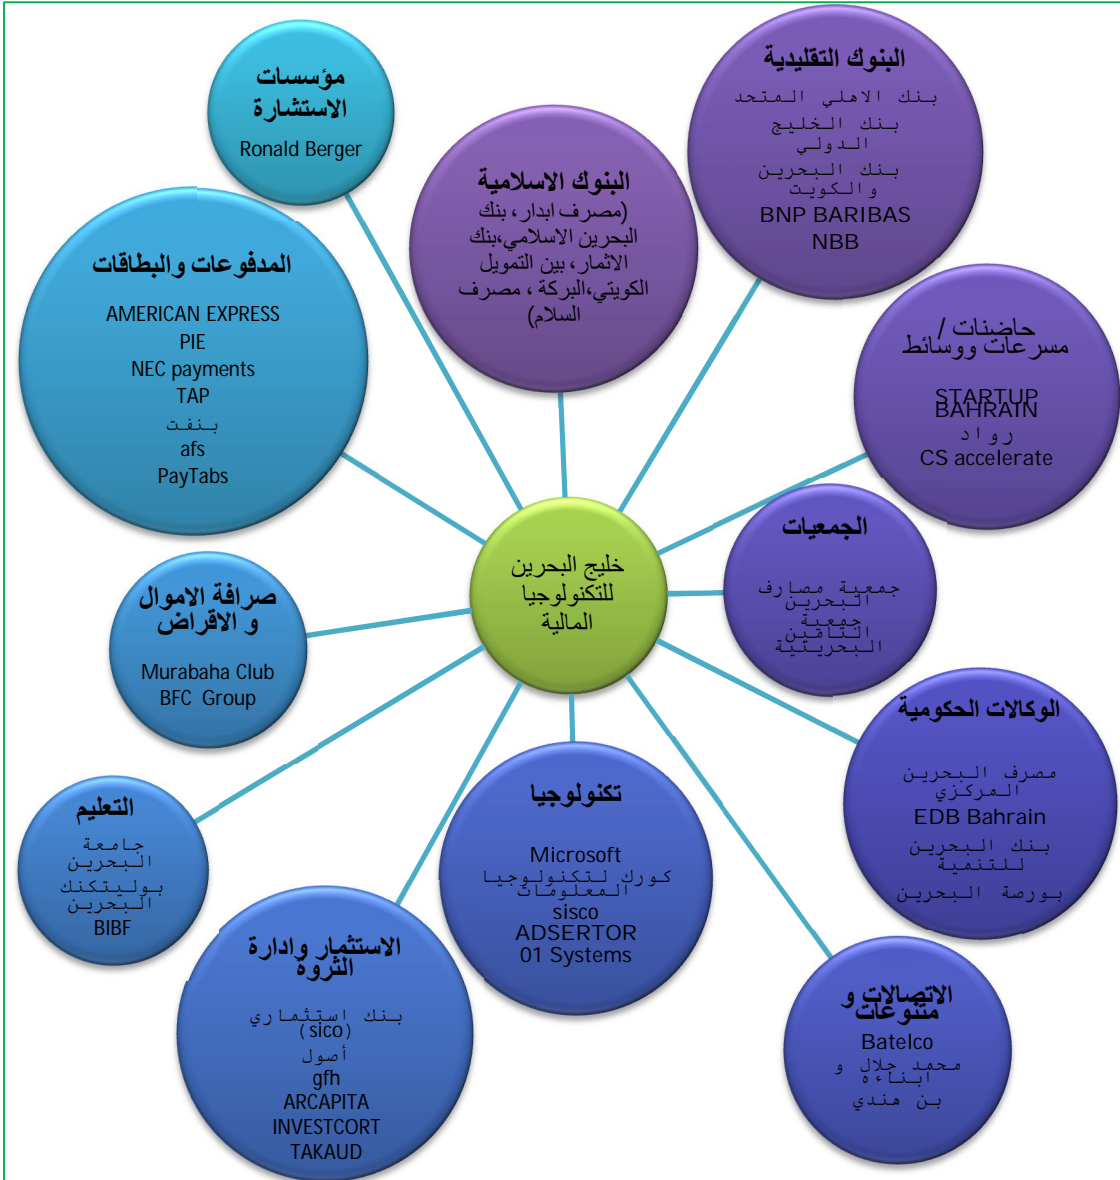 مؤسسات
الاستشارة
Ronald Berger
البنوك التقليدية
بنك الاهلي المتحد
بنك الخليج
الدولي
بنك البحرين
والكويت
BNP BARIBAS
NBB
البنوك الاسلامية
(مصرف ابدار، بنك
البحرين الاسلامي،بنك
الاثمار، بين التمويل
الكويتي،البركة ، مصرف
السلام)
المدفوعات والبطاقات
AMERICAN EXPRESS
PIE
NEC payments
TAP
بنفت
afs
PayTabs
حاضنات /
مسرعات ووسائط
STARTUP
BAHRAIN
رواد
CS accelerate
الجمعيات
جمعية مصارف
البحرين
جمعية
التامين
البحرينية
خليج البحرين
للتكنولوجيا
المالية
صرافة الاموال
و الاقراض
Murabaha Club
BFC Group
الوكالات الحكومية
مصرف البحرين
المركزي
EDB Bahrain
بنك البحرين
للتنمية
بورصة البحرين
تكنولوجيا
Microsoft
كورك لتكنولوجيا
المعلومات
sisco
ADSERTOR
01 Systems
التعليم
جامعة
البحرين
بوليتكنك
البحرين
BIBF
الاستثمار وادارة
الثروة
بنك استثماري
(sico)
أصول
gfh
ARCAPITA
INVESTCORT
TAKAUD
الاتصالات و
متنوعات
Batelco
محمد جلال و
ابناءه
بن هندي